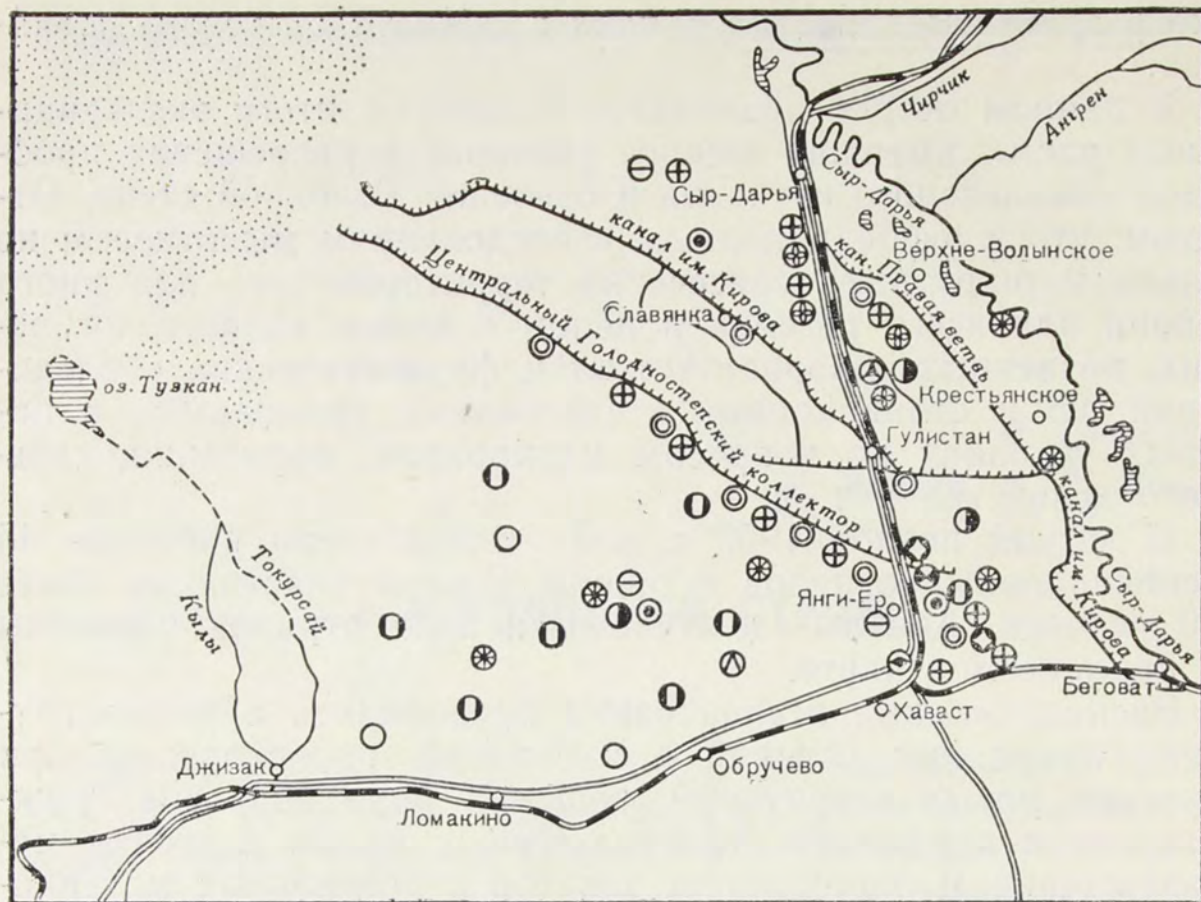 Чирчик
Ангрен
Сыр-Дарья
Сыр-Дарья
канал им. Кирова
кан. Правая ветвь
Верхне-Волынское
Центральный Голодностепский коллектор
Славянка
оз. Тузкан
Крестьянское
Гулистан
канал им. Кирова
Токурсай
Клы
Янги-Ер
Сыр-Дарья
Беговат
Хаваст
Джизак
Обручево
Ломакино